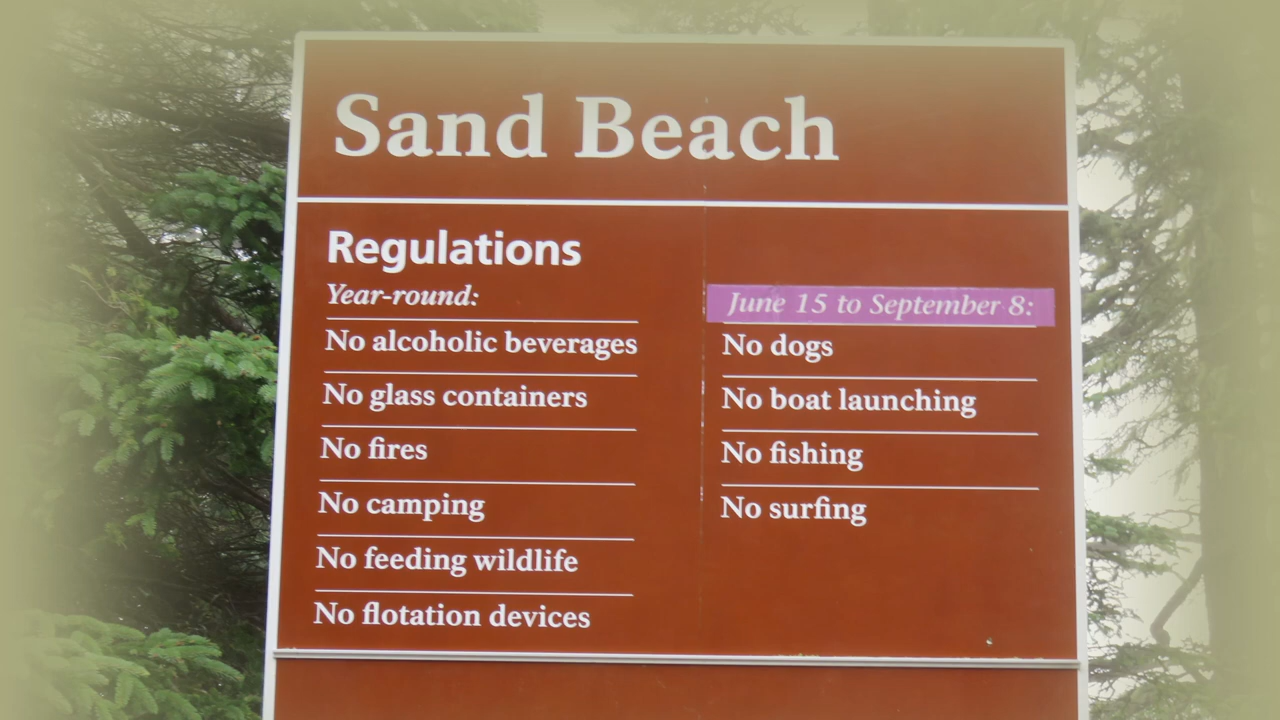 Sand Beach
Regulations
Year-round:
No alcoholic beverages
No glass containers
No fires
No camping
No feeding wildlife
No flotation devices
June 15 to September 8:
No dogs
No boat launching
No fishing
No surfing